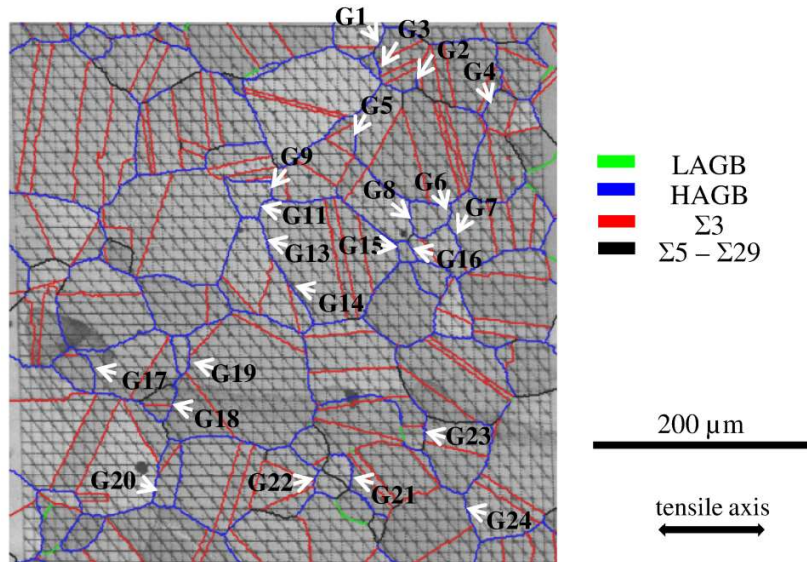 G1
G3
G2
G4
G5
G9
G8
G6
G7
G11
G13
G15
G16
G14
G17
G19
G18
G23
G20
G22
G21
G24
LAGB
HAGB
Σ3
Σ5 – Σ29
200 µm
tensile axis